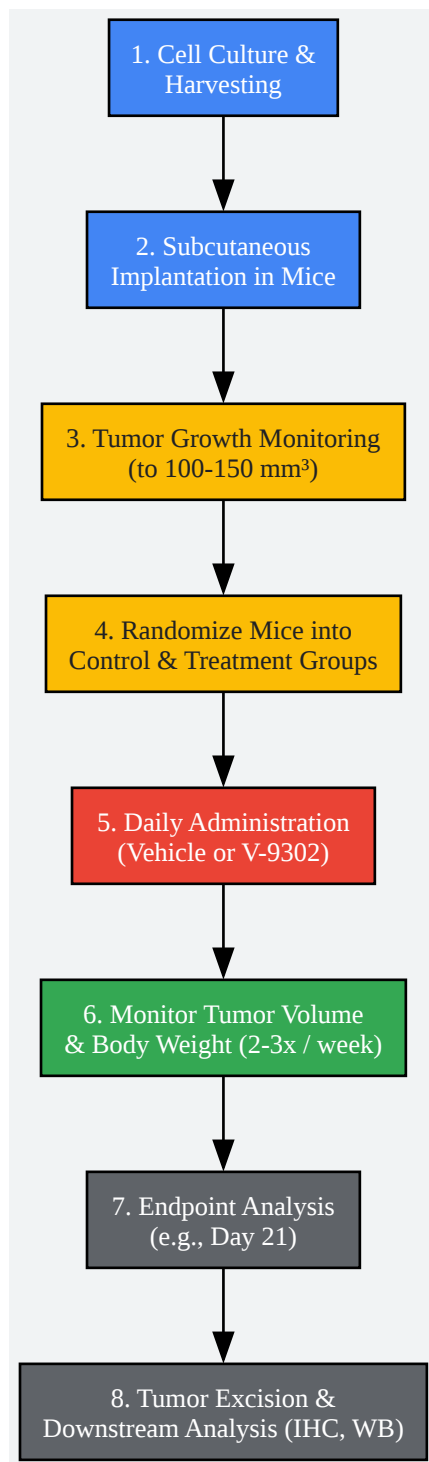 1. Cell Culture &
Harvesting
2. Subcutaneous
Implantation in Mice
3. Tumor Growth Monitoring
(to 100-150 mm³)
4. Randomize Mice into
Control & Treatment Groups
5. Daily Administration
(Vehicle or V-9302)
6. Monitor Tumor Volume
& Body Weight (2-3x / week)
7. Endpoint Analysis
(e.g., Day 21)
8. Tumor Excision &
Downstream Analysis (IHC, WB)